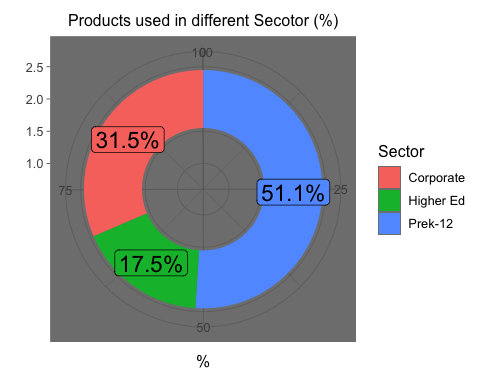 Products used in different Secotor (%)
2.5
2.0
1.5
1.0
100
75
25
50
31.5%
51.1%
17.5%
%
Sector
Corporate
Higher Ed
Prek-12